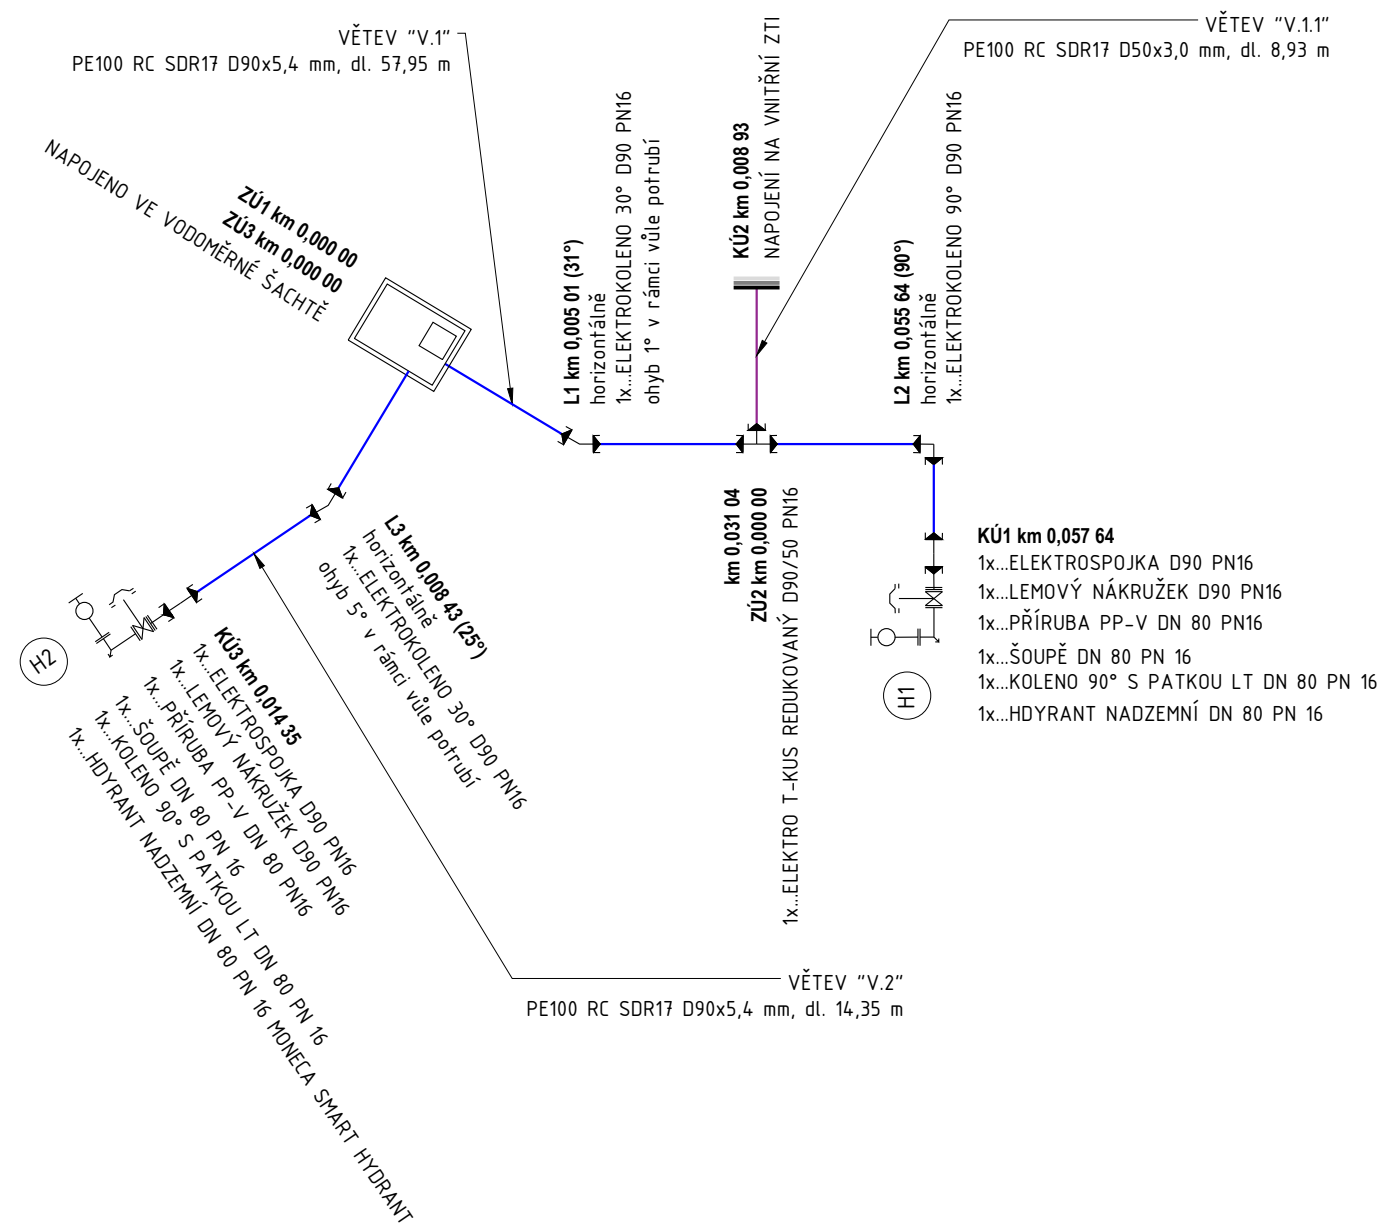 VĚTEV "V.1"
PE100 RC SDR17 D90x5,4 mm, dl. 57,95 m
VĚTEV "V.1.1"
PE100 RC SDR17 D50x3,0 mm, dl. 8,93 m
ZÚ1 km 0,000 00
ZÚ3 km 0,000 00
NAPOJENO VE VODOMĚRNÉ ŠACHTĚ
L1 km 0,005 01 (31°)
horizontálně
1x...ELEKTROKOLENO 30° D90 PN16
ohyb 1° v rámci vůle potrubí
KÚ2 km 0,008 93
NAPOJENÍ NA VNITŘNÍ ZTI
L2 km 0,055 64 (90°)
horizontálně
1x...ELEKTROKOLENO 90° D90 PN16
km 0,031 04
ZÚ2 km 0,000 00
1x...ELEKTRO T-KUS REDUKOVANÝ D90/50 PN16
KÚ1 km 0,057 64
1x...ELEKTROSPOJKA D90 PN16
1x...LEMOVÝ NÁKRUŽEK D90 PN16
1x...PŘÍRUBA PP-V DN 80 PN16
1x...ŠOUPĚ DN 80 PN 16
1x...KOLENO 90° S PATKOU LT DN 80 PN 16
1x...HDYRANT NADZEMNÍ DN 80 PN 16
H1
L3 km 0,008 43 (25°)
horizontálně
1x...ELEKTROKOLENO 30° D90 PN16
ohyb 5° v rámci vůle potrubí
H2
KÚ3 km 0,014 35
1x...ELEKTROSPOJKA D90 PN16
1x...LEMOVÝ NÁKRUŽEK D90 PN16
1x...PŘÍRUBA PP-V DN 80 PN16
1x...ŠOUPĚ DN 80 PN 16
1x...KOLENO 90° S PATKOU LT DN 80 PN 16
1x...HDYRANT NADZEMNÍ DN 80 PN 16 MONECA SMART HYDRANT
VĚTEV "V.2"
PE100 RC SDR17 D90x5,4 mm, dl. 14,35 m